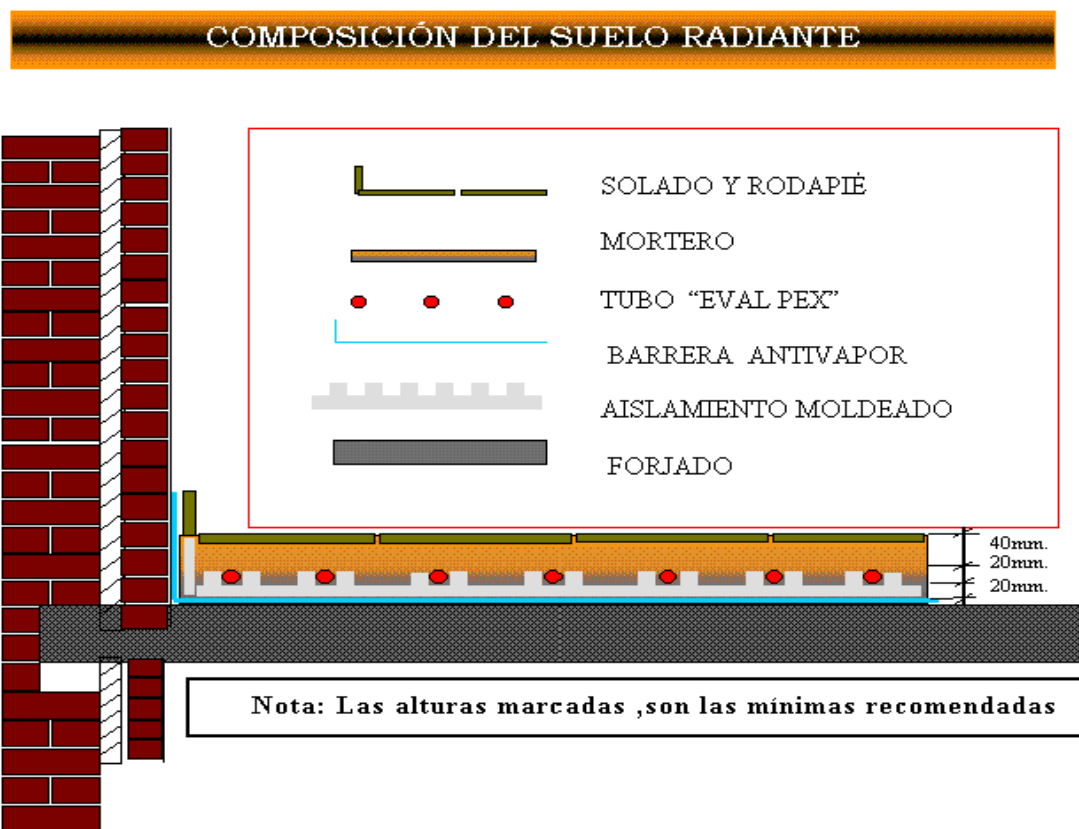 COMPOSICIÓN DEL SUELO RADIANTE
SOLADO Y RODAPIÉ
MORTERO
TUBO “EVAL PEX”
BARRERA ANTIVAPOR
AISLAMIENTO MOLDEADO
FORJADO
40mm.
20mm.
20mm.
Nota: Las alturas marcadas ,son las mínimas recomendadas